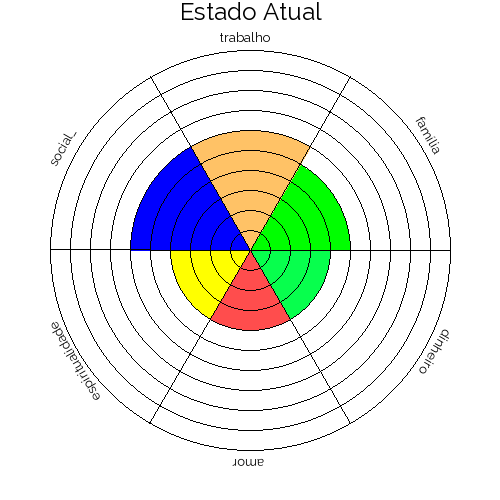 Estado Atual
trabalho
família
dinheiro
amor
espiritualidade
social_